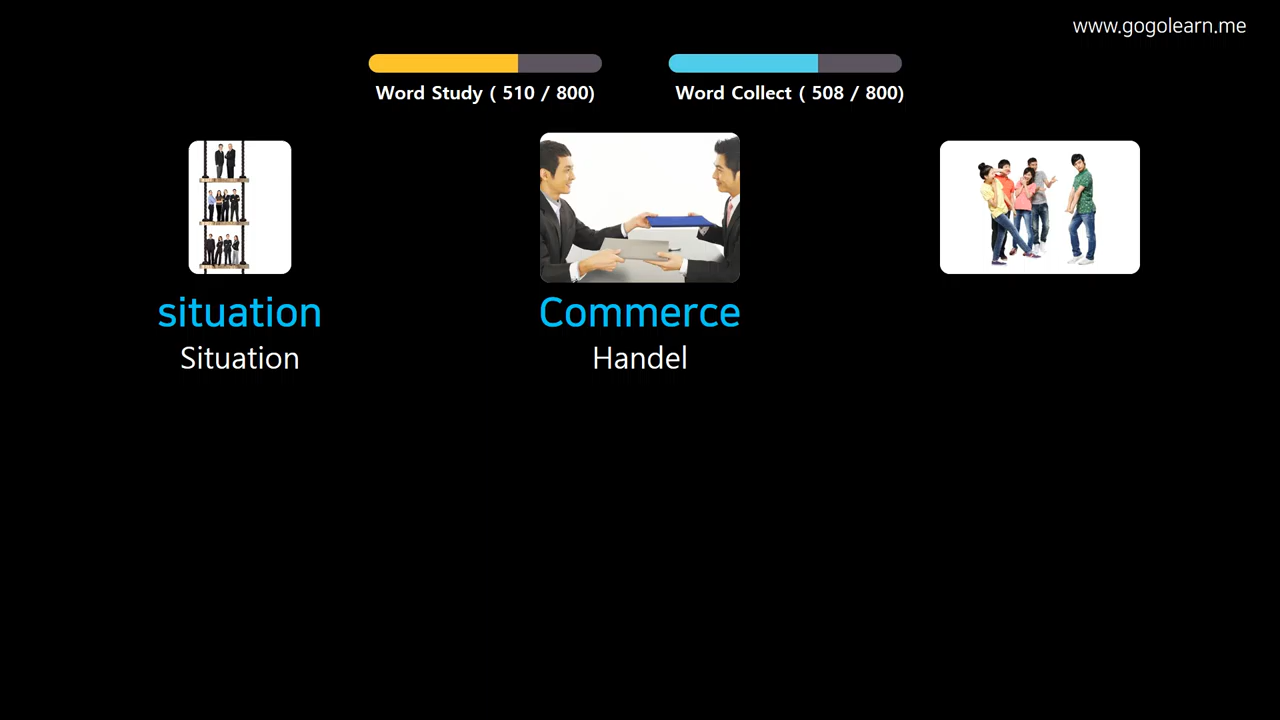 www.gogolearn.me
Word Study ( 510 / 800)
Word Collect ( 508 / 800)
situation
Commerce
Situation
Handel